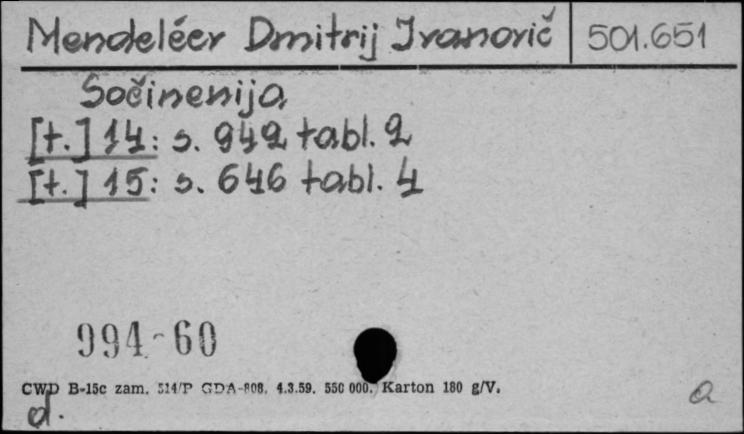 Mendeléev Dmitrij Ivanovič 501.651
Sočinenija
[t.] 14: s. 942 tabl. 2
[t.] 15: s. 646 tabl. 4
994-60
CWD B-15c zam. 514/P GDA-808. 4.3.59. 550 000. Karton 180 g/V.
d. a